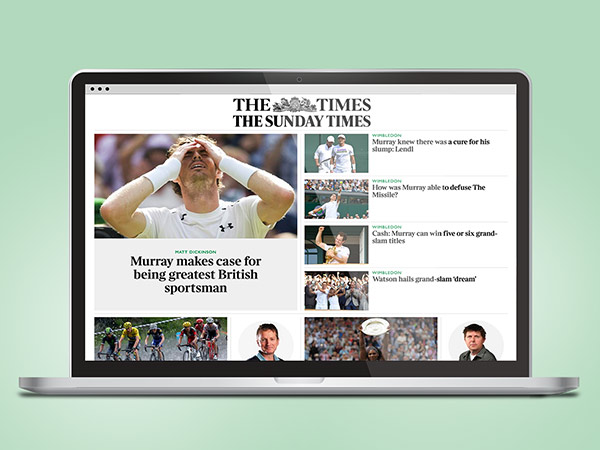 THE TIMES
THE SUNDAY TIMES
MATT DICKINSON
Murray makes case for
being greatest British
sportsman
WIMBLEDON
Murray knew there was a cure for his
slump: Lendl
WIMBLEDON
How was Murray able to defuse The
Missile?
WIMBLEDON
Cash: Murray can win five or six grand-
slam titles
WIMBLEDON
Watson hails grand-slam ‘dream’